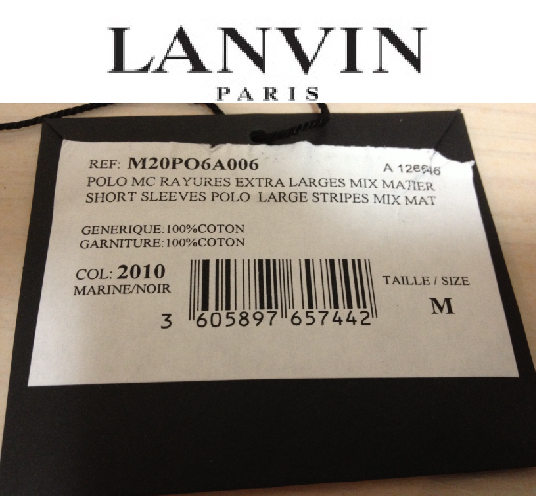 LANVIN
PARIS
REF: M20PO6A006
POLO MC RAYURES EXTRA LARGES MIX MATIER
SHORT SLEEVES POLO LARGE STRIPES MIX MAT
GENERIQUE:100%COTON
GARNITURE:100%COTON
COL: 2010
MARINE/NOIR
TAILLE / SIZE
M
3 605897 657442